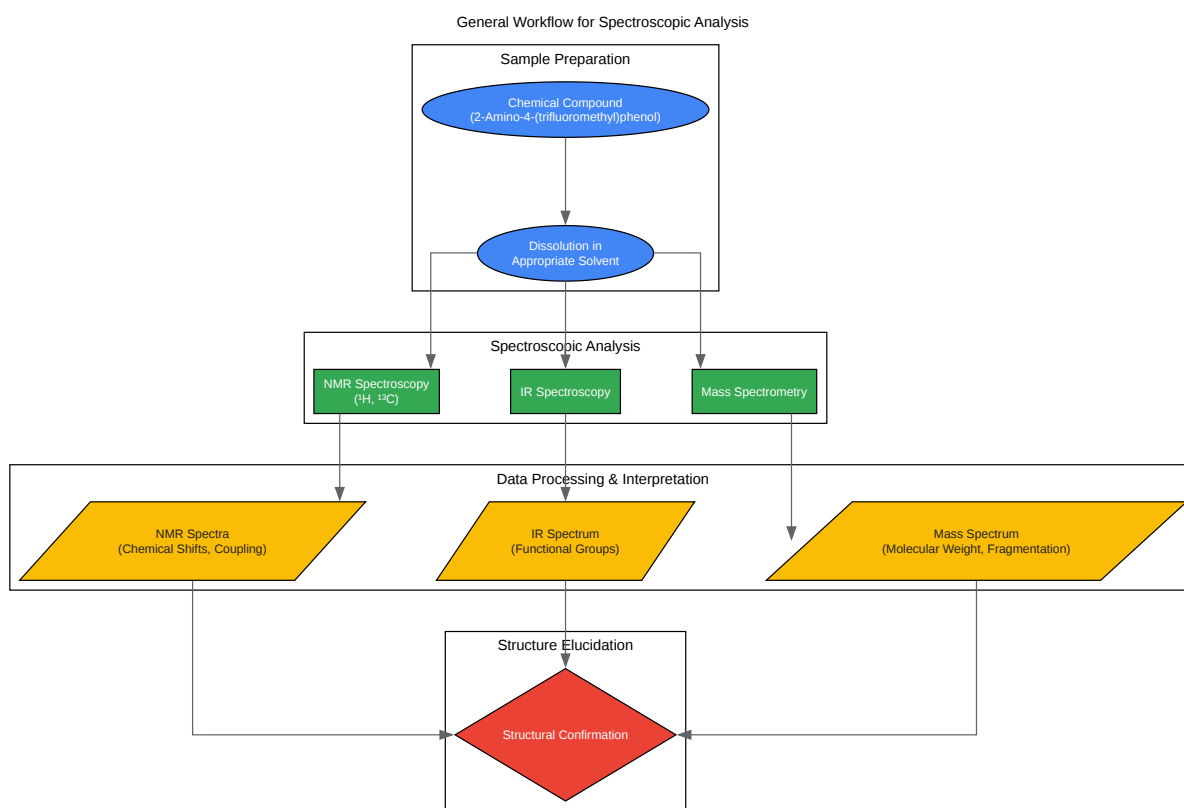 General Workflow for Spectroscopic Analysis
Sample Preparation
Chemical Compound
(2-Amino-4-(trifluoromethyl)phenol)
Dissolution in
Appropriate Solvent
Spectroscopic Analysis
NMR Spectroscopy
(¹H, ¹³C)
IR Spectroscopy
Mass Spectrometry
Data Processing & Interpretation
NMR Spectra
(Chemical Shifts, Coupling)
IR Spectrum
(Functional Groups)
Mass Spectrum
(Molecular Weight, Fragmentation)
Structure Elucidation
Structural Confirmation